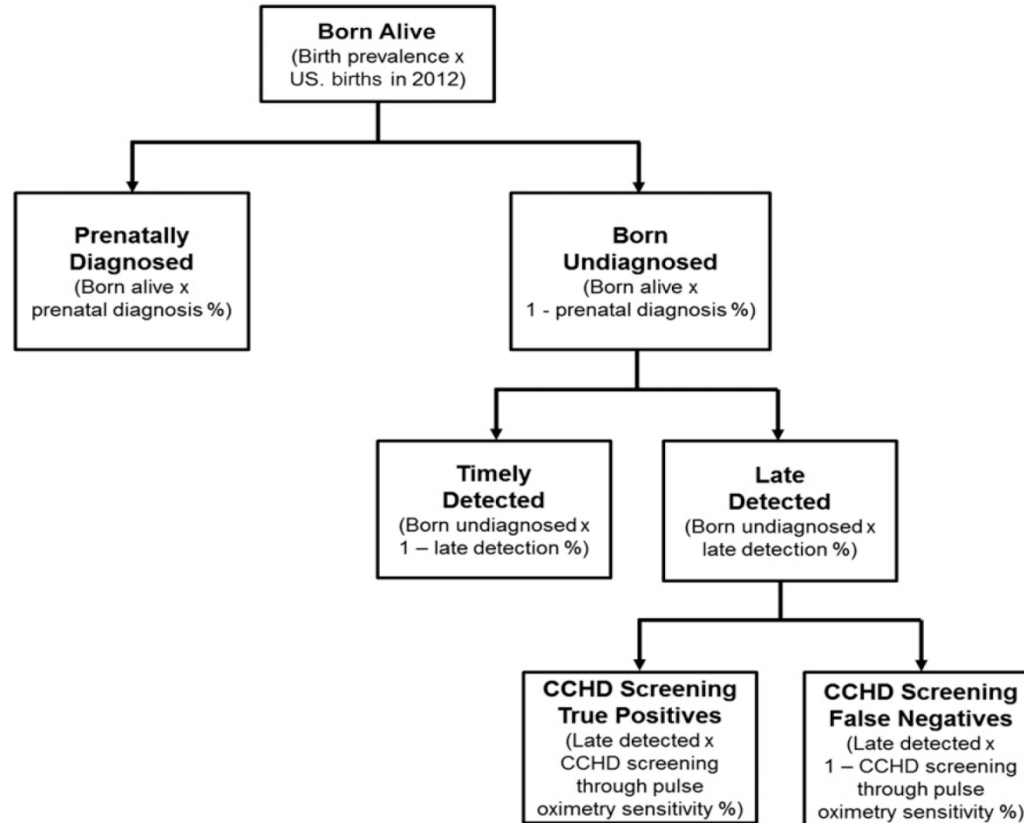 Born Alive
(Birth prevalence x
US. births in 2012)
Prenatally
Diagnosed
(Born alive x
prenatal diagnosis %)
Born
Undiagnosed
(Born alive x
1 - prenatal diagnosis %)
Timely
Detected
(Born undiagnosed x
1 – late detection %)
Late
Detected
(Born undiagnosed x
late detection %)
CCHD Screening
True Positives
(Late detected x
CCHD screening
through pulse
oximetry sensitivity %)
CCHD Screening
False Negatives
(Late detected x
1 – CCHD screening
through pulse
oximetry sensitivity %)